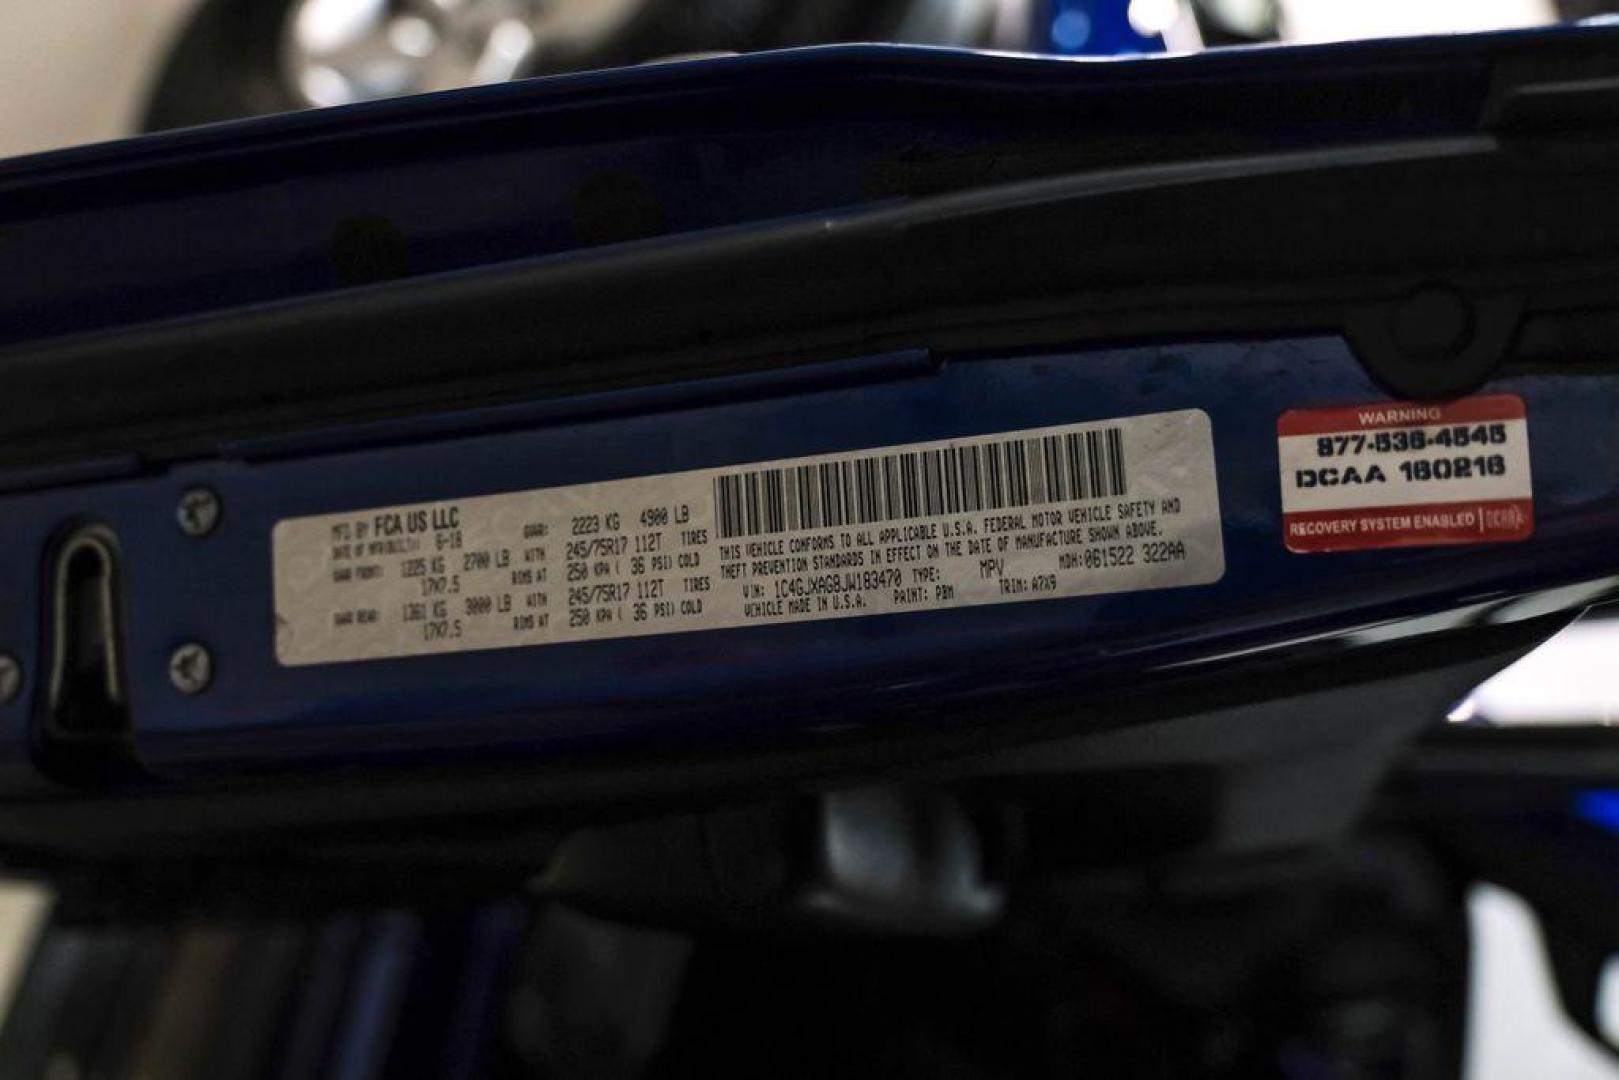 MFD BY FCA US LLC GVWR: 2223 KG 4900 LB
DATE OF MFR(BUILT): 6-18
GAWR FRONT: 1225 KG 2700 LB WITH 245/75R17 112T TIRES
17X7.5 RIMS AT 250 KPA ( 36 PSI) COLD
GAWR REAR: 1361 KG 3000 LB WITH 245/75R17 112T TIRES
17X7.5 RIMS AT 250 KPA ( 36 PSI) COLD
THIS VEHICLE CONFORMS TO ALL APPLICABLE U.S.A. FEDERAL MOTOR VEHICLE SAFETY AND
THEFT PREVENTION STANDARDS IN EFFECT ON THE DATE OF MANUFACTURE SHOWN ABOVE.
VIN: 1C4GJXAG8JW183470 TYPE: MPV MDH:061522 322AA
VEHICLE MADE IN U.S.A. PAINT: PBM TRIM: A7X9
WARNING
877-536-4545
DCAA 160216
RECOVERY SYSTEM ENABLED DCAA